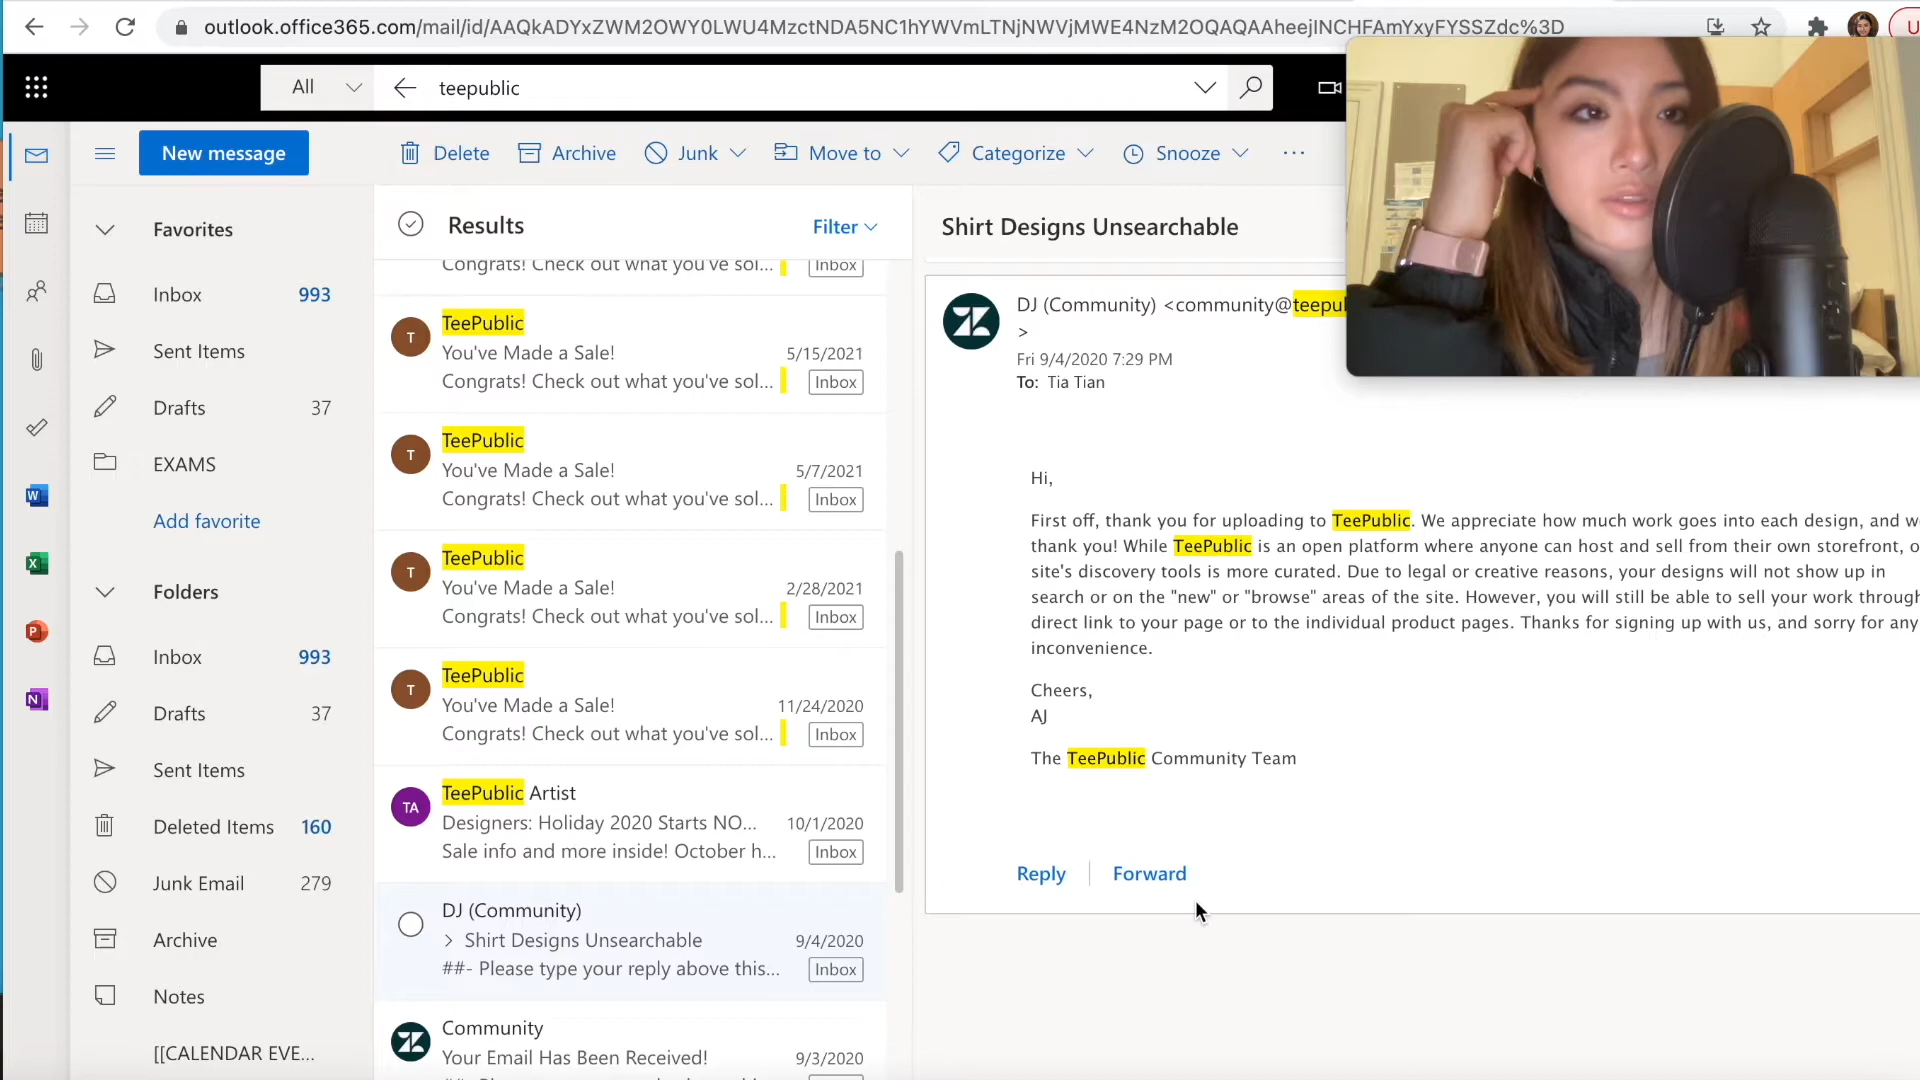 outlook.office365.com/mail/id/AAQkADYxZWM2OWY0LWU4MzctNDA5NC1hYWVmLTNjNWVjMWE4NzM2OQAQAAheejlNCHFAmYxyFYSSZdc%3D
U
All
teepublic
New message
Delete
Archive
Junk
Move to
Categorize
Snooze
Favorites
Inbox 993
Sent Items
Drafts 37
EXAMS
Add favorite
Folders
Inbox 993
Drafts 37
Sent Items
Deleted Items 160
Junk Email 279
Archive
Notes
[[CALENDAR EVE...
Results
Filter
Congrats! Check out what you've sol... Inbox
T
TeePublic
You've Made a Sale! 5/15/2021
Congrats! Check out what you've sol... Inbox
T
TeePublic
You've Made a Sale! 5/7/2021
Congrats! Check out what you've sol... Inbox
T
TeePublic
You've Made a Sale! 2/28/2021
Congrats! Check out what you've sol... Inbox
T
TeePublic
You've Made a Sale! 11/24/2020
Congrats! Check out what you've sol... Inbox
TA
TeePublic Artist
Designers: Holiday 2020 Starts NO... 10/1/2020
Sale info and more inside! October h... Inbox
DJ (Community)
> Shirt Designs Unsearchable 9/4/2020
##- Please type your reply above this... Inbox
Community
Your Email Has Been Received! 9/3/2020
Shirt Designs Unsearchable
DJ (Community) <community@teepul
>
Fri 9/4/2020 7:29 PM
To: Tia Tian
Hi,
First off, thank you for uploading to TeePublic. We appreciate how much work goes into each design, and w
thank you! While TeePublic is an open platform where anyone can host and sell from their own storefront, o
site's discovery tools is more curated. Due to legal or creative reasons, your designs will not show up in
search or on the "new" or "browse" areas of the site. However, you will still be able to sell your work through
direct link to your page or to the individual product pages. Thanks for signing up with us, and sorry for any
inconvenience.
Cheers,
AJ
The TeePublic Community Team
Reply
Forward